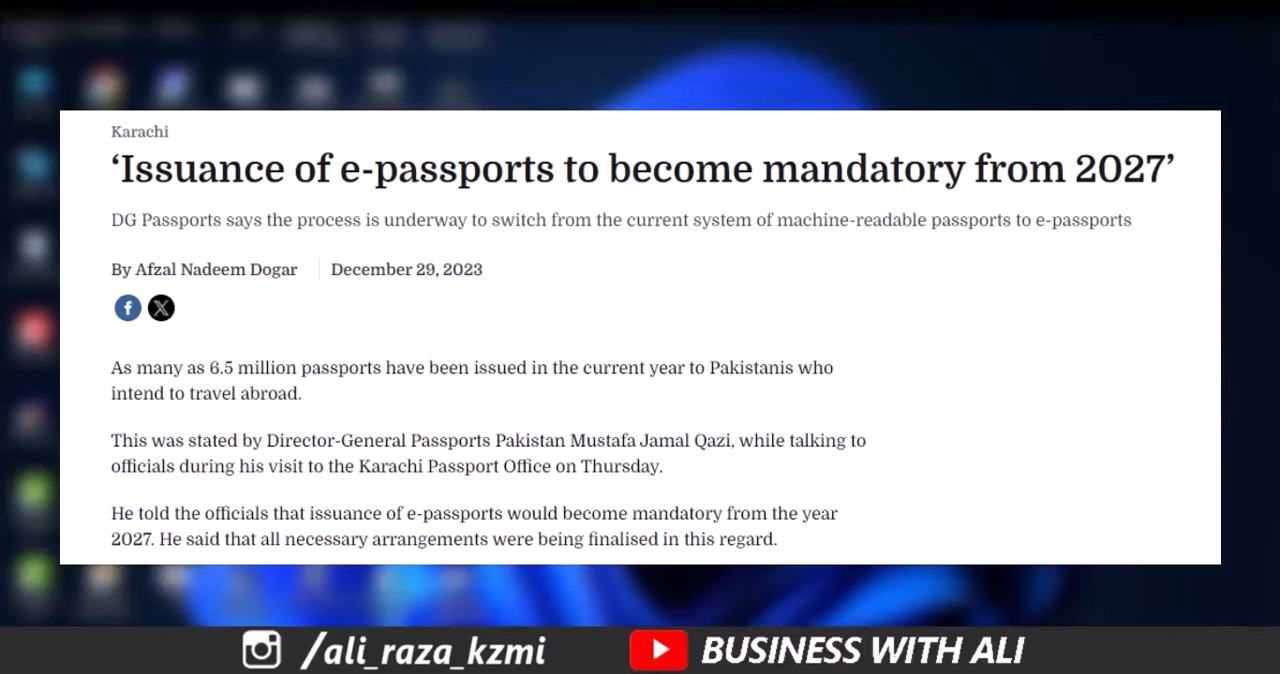 Karachi
‘Issuance of e-passports to become mandatory from 2027’
DG Passports says the process is underway to switch from the current system of machine-readable passports to e-passports
By Afzal Nadeem Dogar
December 29, 2023
As many as 6.5 million passports have been issued in the current year to Pakistanis who
intend to travel abroad.
This was stated by Director-General Passports Pakistan Mustafa Jamal Qazi, while talking to
officials during his visit to the Karachi Passport Office on Thursday.
He told the officials that issuance of e-passports would become mandatory from the year
2027. He said that all necessary arrangements were being finalised in this regard.
/ali_raza_kzmi
BUSINESS WITH ALI